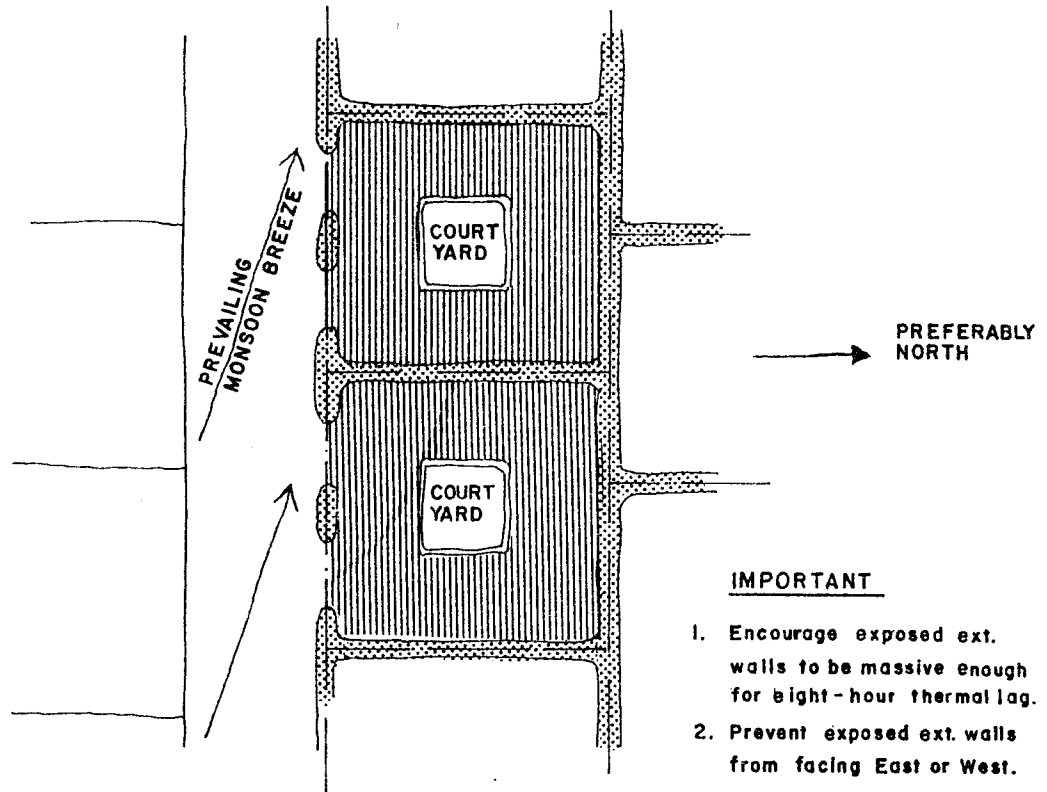 COURT
YARD
PREVAILING
MONSOON BREEZE
PREFERABLY
NORTH
COURT
YARD
IMPORTANT
1. Encourage exposed ext.
walls to be massive enough
for eight-hour thermal lag.
2. Prevent exposed ext. walls
from facing East or West.